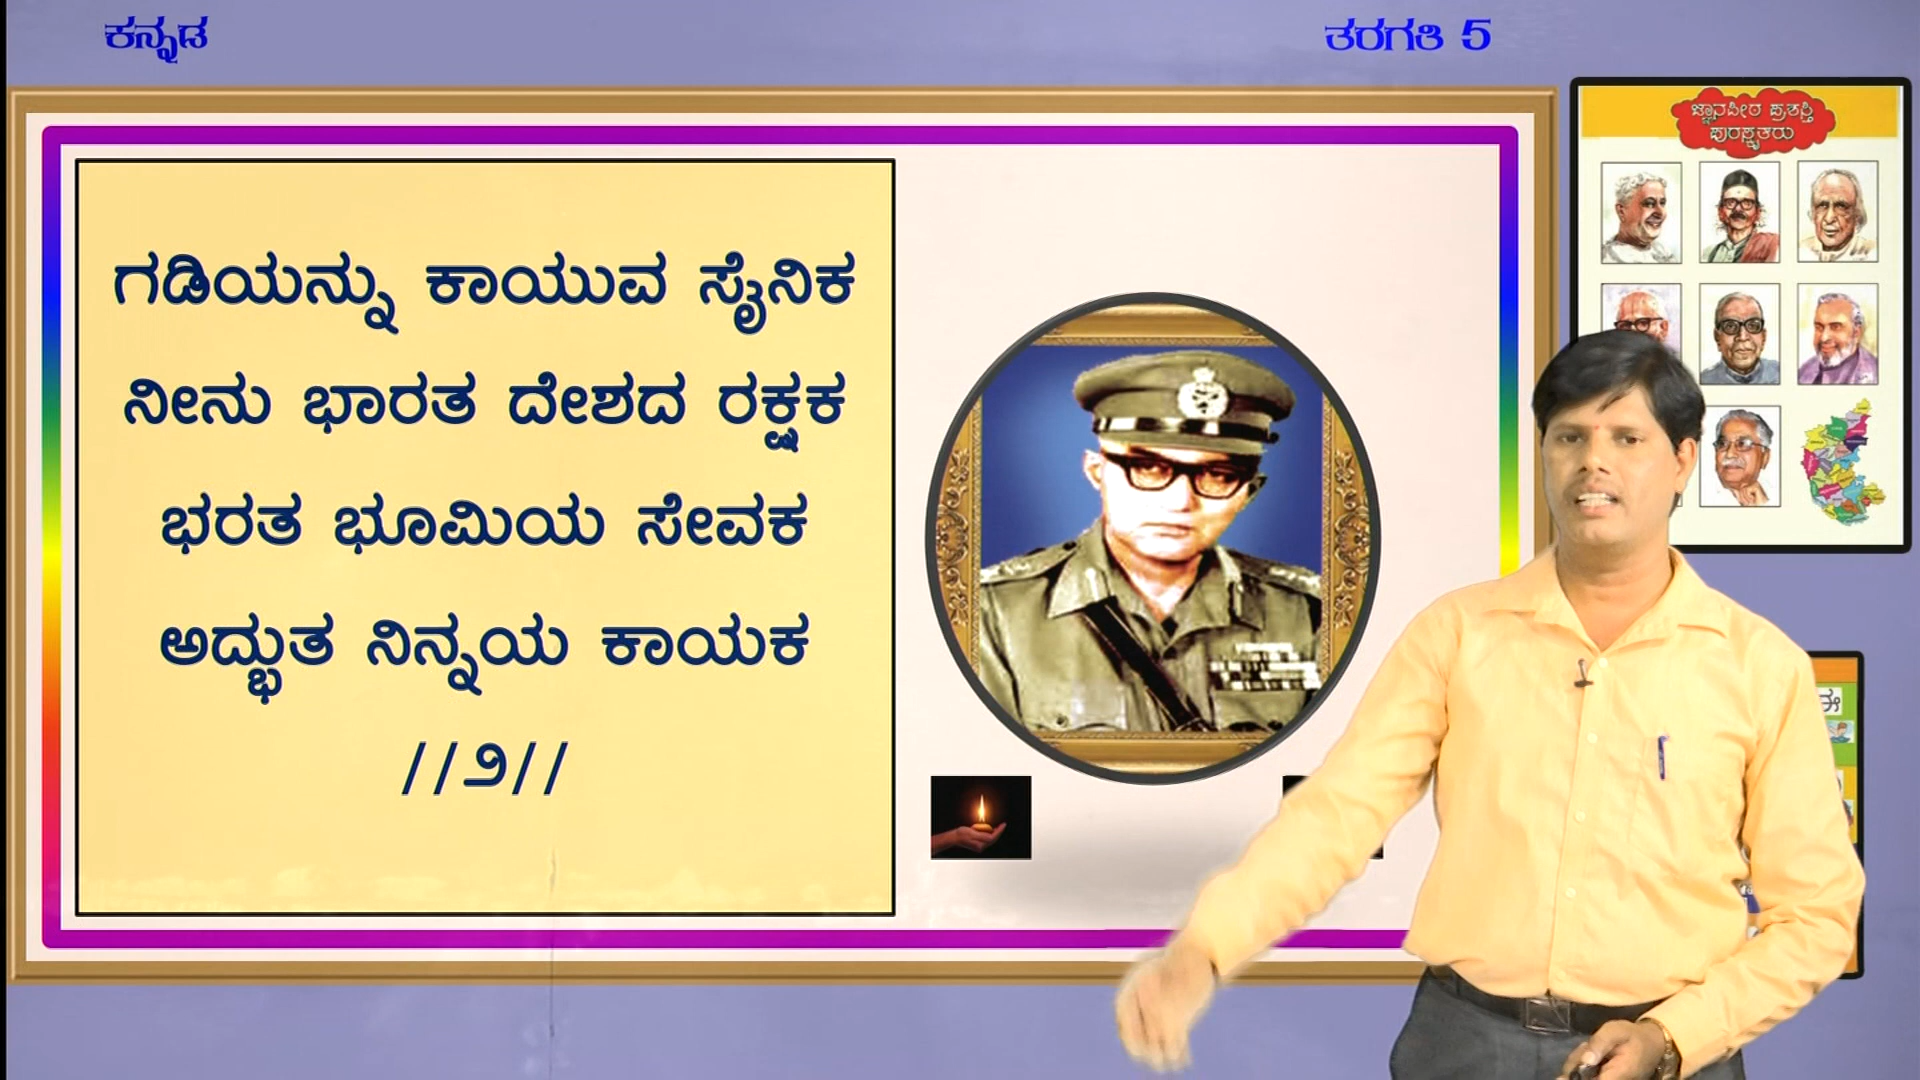 ಕನ್ನಡ
ತರಗತಿ 5
ಗಡಿಯನ್ನು ಕಾಯುವ ಸೈನಿಕ
ನೀನು ಭಾರತ ದೇಶದ ರಕ್ಷಕ
ಭರತ ಭೂಮಿಯ ಸೇವಕ
ಅದ್ಭುತ ನಿನ್ನಯ ಕಾಯಕ
//೨//
ಜ್ಞಾನಪೀಠ ಪ್ರಶಸ್ತಿ
ಪುರಸ್ಕೃತರು